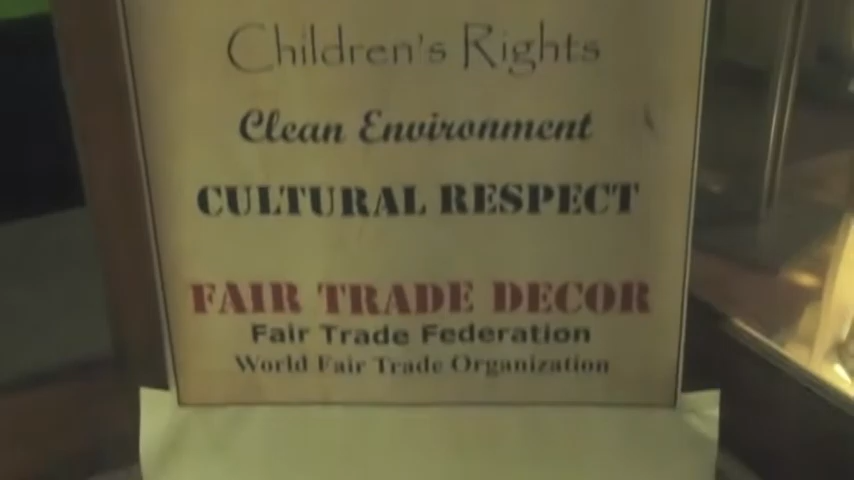 Children's Rights
Clean Environment
CULTURAL RESPECT
FAIR TRADE DECOR
Fair Trade Federation
World Fair Trade Organization